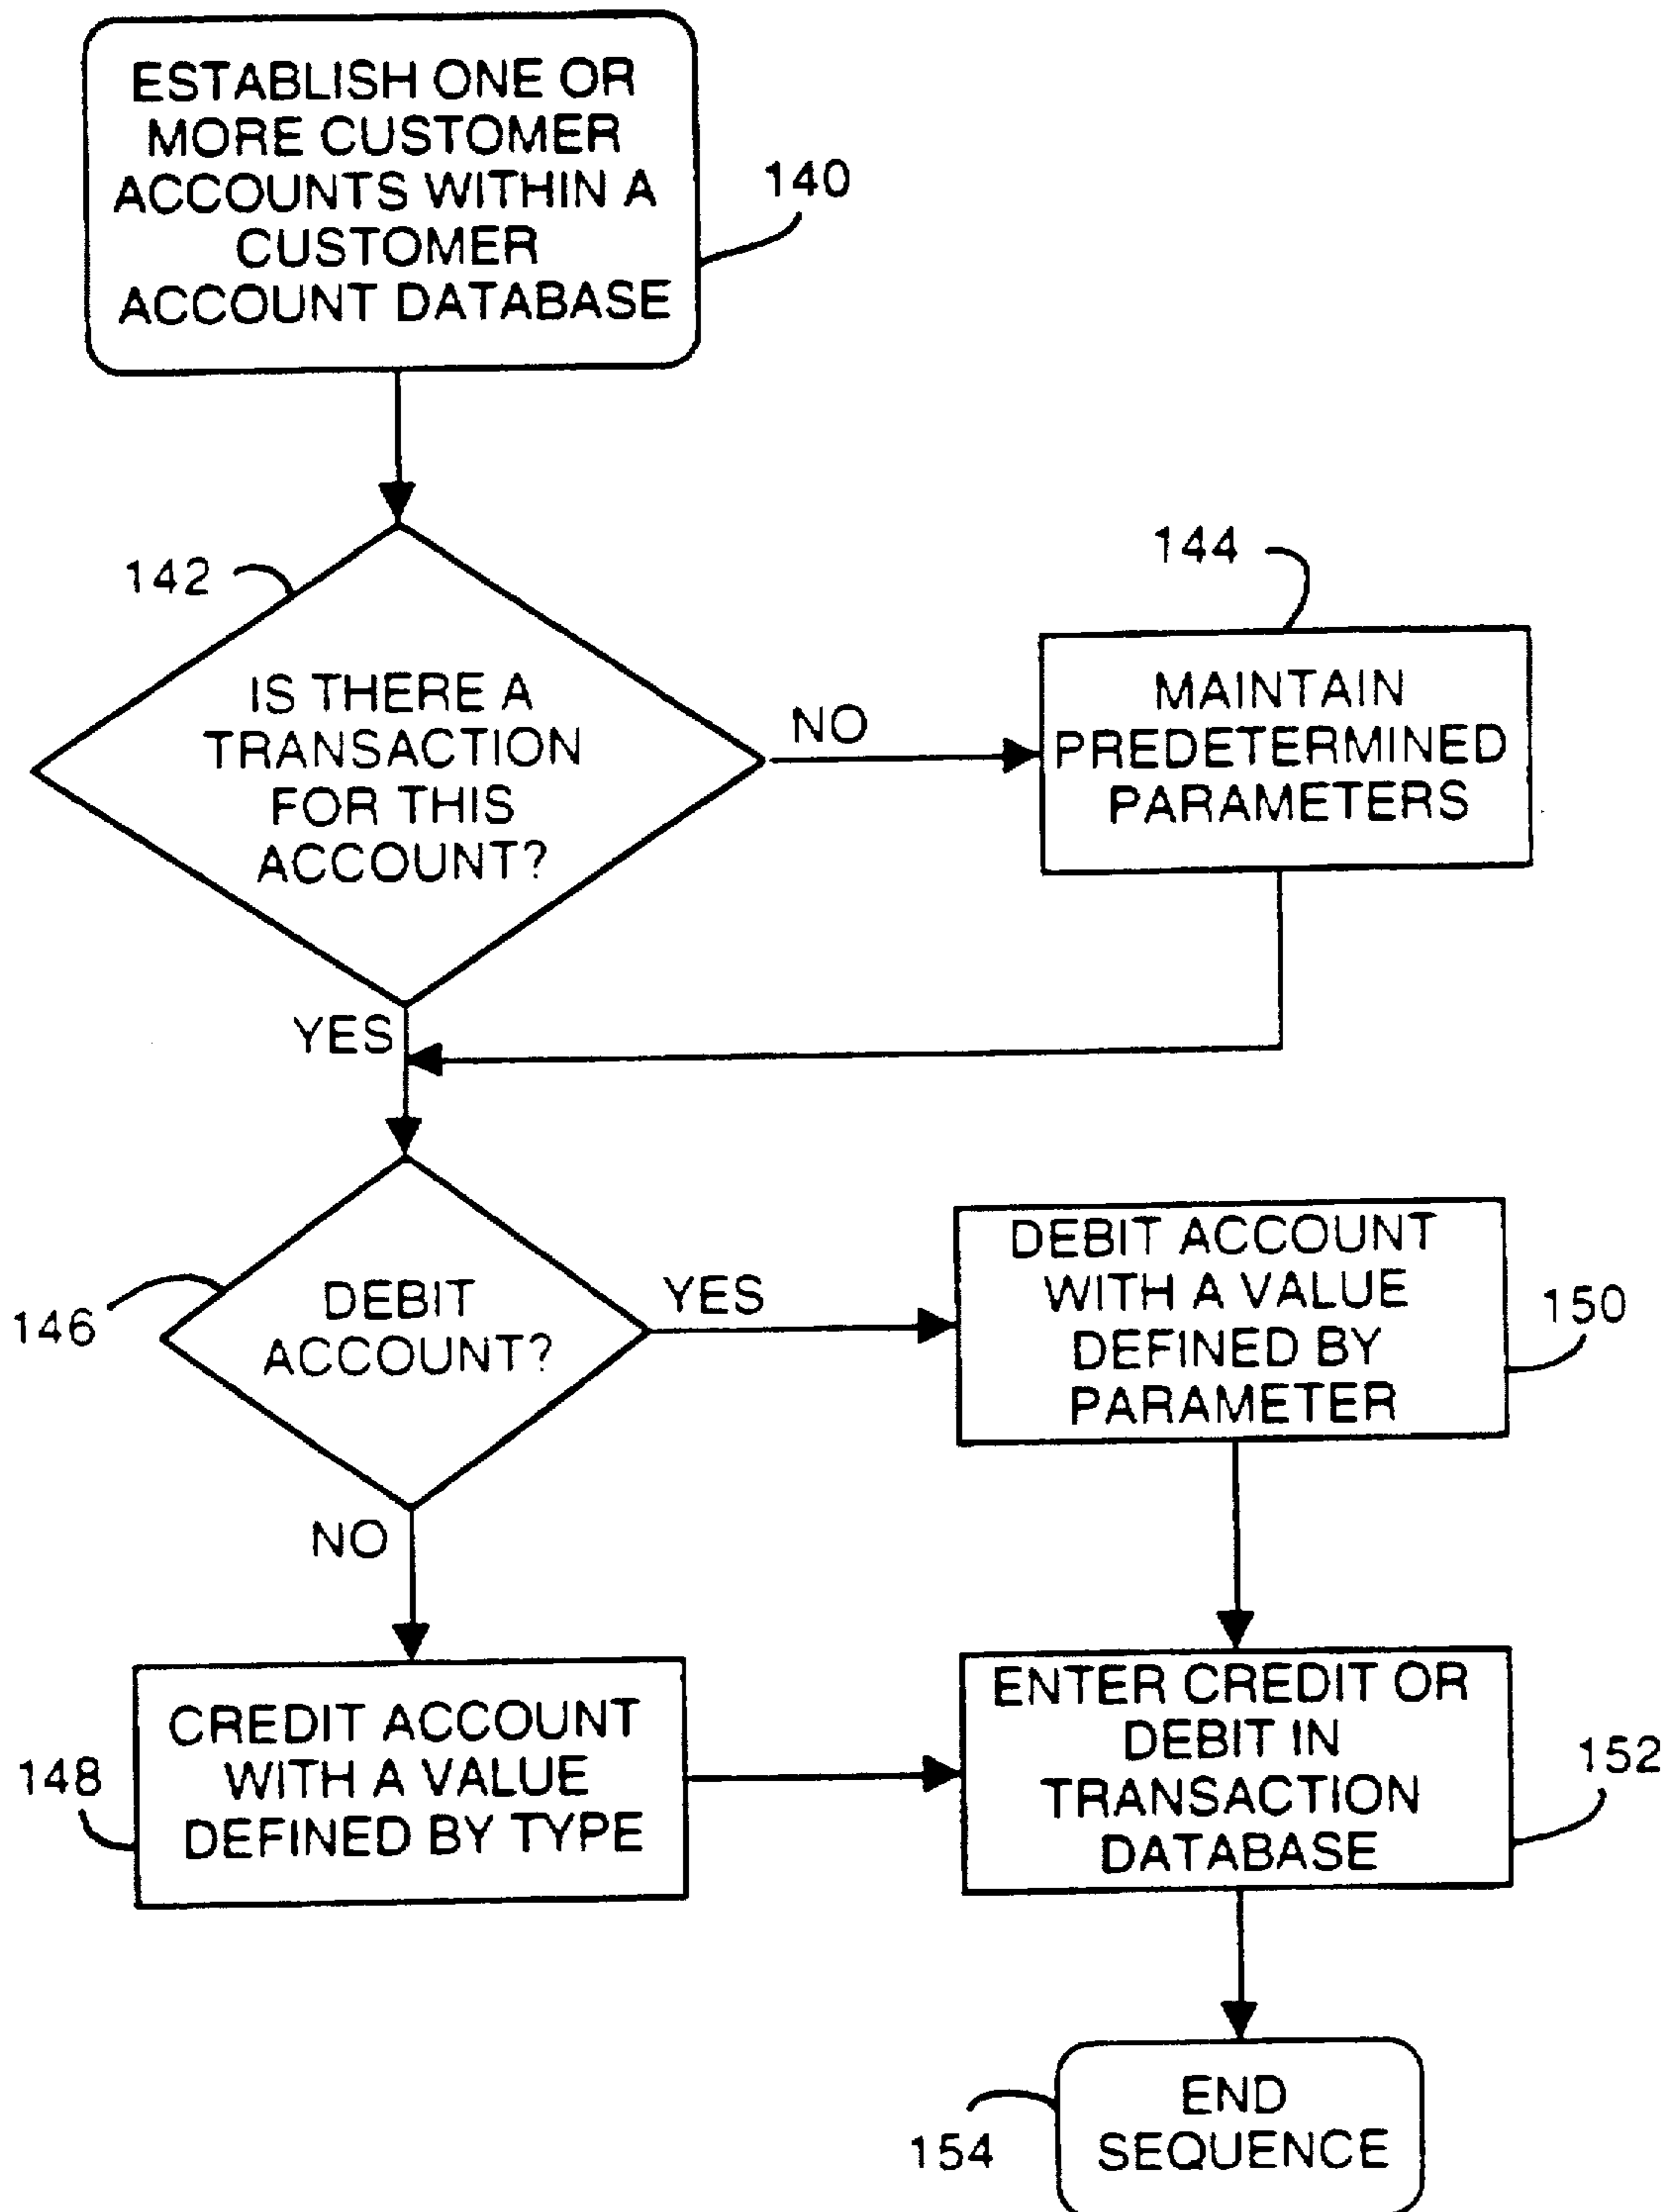 ESTABLISH ONE OR
MORE CUSTOMER
ACCOUNTS WITHIN A
CUSTOMER
ACCOUNT DATABASE
140
142
IS THERE A
TRANSACTION
FOR THIS
ACCOUNT?
NO
144
MAINTAIN
PREDETERMINED
PARAMETERS
YES
146
DEBIT
ACCOUNT?
YES
DEBIT ACCOUNT
WITH A VALUE
DEFINED BY
PARAMETER
150
NO
148
CREDIT ACCOUNT
WITH A VALUE
DEFINED BY TYPE
ENTER CREDIT OR
DEBIT IN
TRANSACTION
DATABASE
152
154
END
SEQUENCE